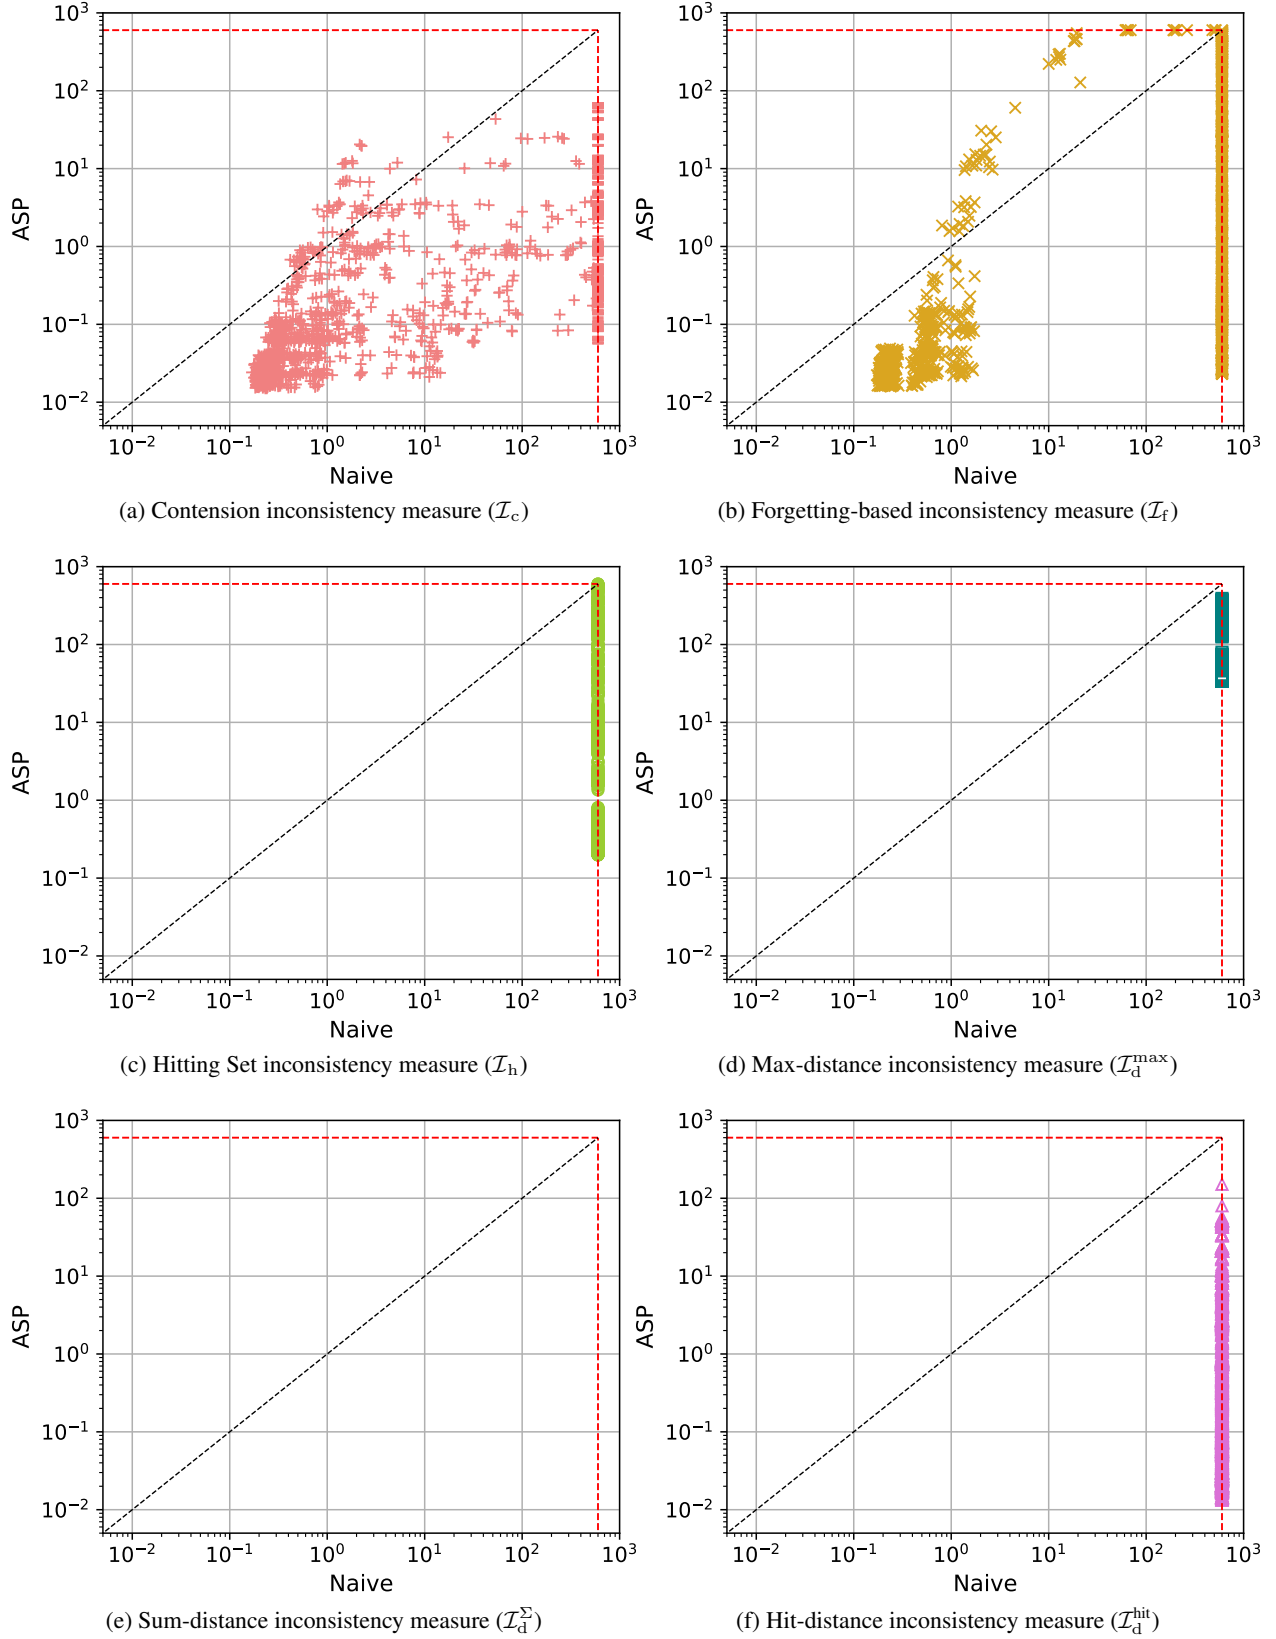 10³ 10³
10² 10²
10¹ 10¹
ASP ASP
10⁰ 10⁰
10⁻¹ 10⁻¹
10⁻² 10⁻²
10⁻² 10⁻¹ 10⁰ 10¹ 10² 10³ 10⁻² 10⁻¹ 10⁰ 10¹ 10² 10³
Naive Naive
(a) Contension inconsistency measure (ℐc) (b) Forgetting-based inconsistency measure (ℐf)
10³ 10³
10² 10²
10¹ 10¹
ASP ASP
10⁰ 10⁰
10⁻¹ 10⁻¹
10⁻² 10⁻²
10⁻² 10⁻¹ 10⁰ 10¹ 10² 10³ 10⁻² 10⁻¹ 10⁰ 10¹ 10² 10³
Naive Naive
(c) Hitting Set inconsistency measure (ℐh) (d) Max-distance inconsistency measure (ℐd^max)
10³ 10³
10² 10²
10¹ 10¹
ASP ASP
10⁰ 10⁰
10⁻¹ 10⁻¹
10⁻² 10⁻²
10⁻² 10⁻¹ 10⁰ 10¹ 10² 10³ 10⁻² 10⁻¹ 10⁰ 10¹ 10² 10³
Naive Naive
(e) Sum-distance inconsistency measure (ℐd^Σ) (f) Hit-distance inconsistency measure (ℐd^hit)